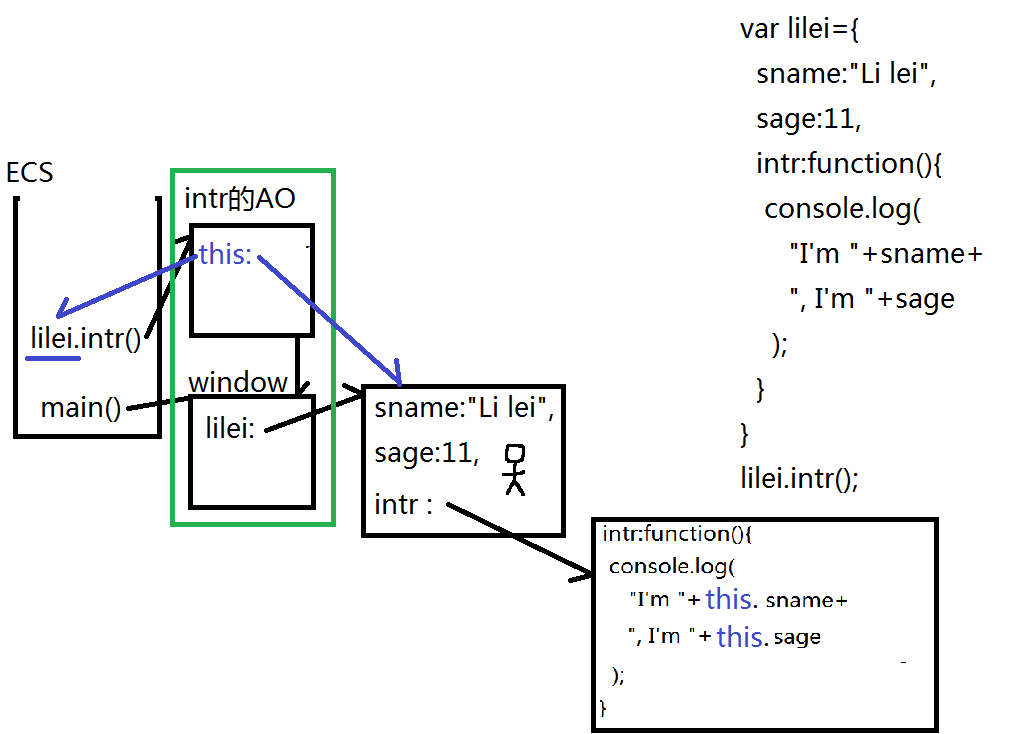 ECS
lilei.intr()
main()
intr的AO
this:
window
lilei:
sname:"Li lei",
sage:11,
intr :
var lilei={
sname:"Li lei",
sage:11,
intr:function(){
console.log(
"I'm "+sname+
", I'm "+sage
);
}
}
lilei.intr();
intr:function(){
console.log(
"I'm "+this. sname+
", I'm "+this. sage
);
}